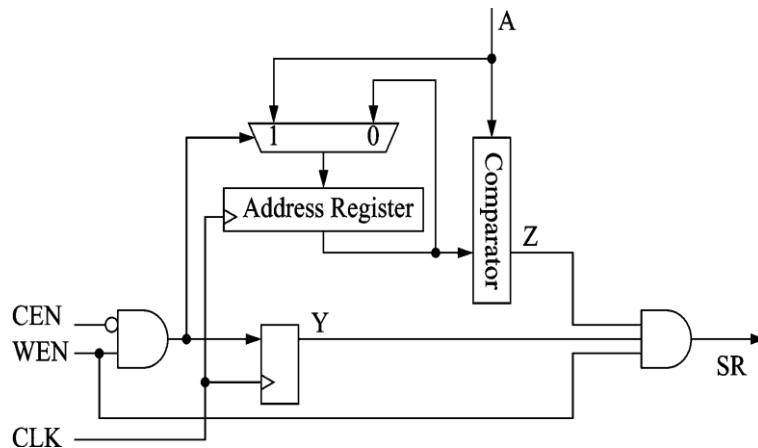 A
1 0
Address Register
Comparator
Z
CEN
WEN
Y
SR
CLK